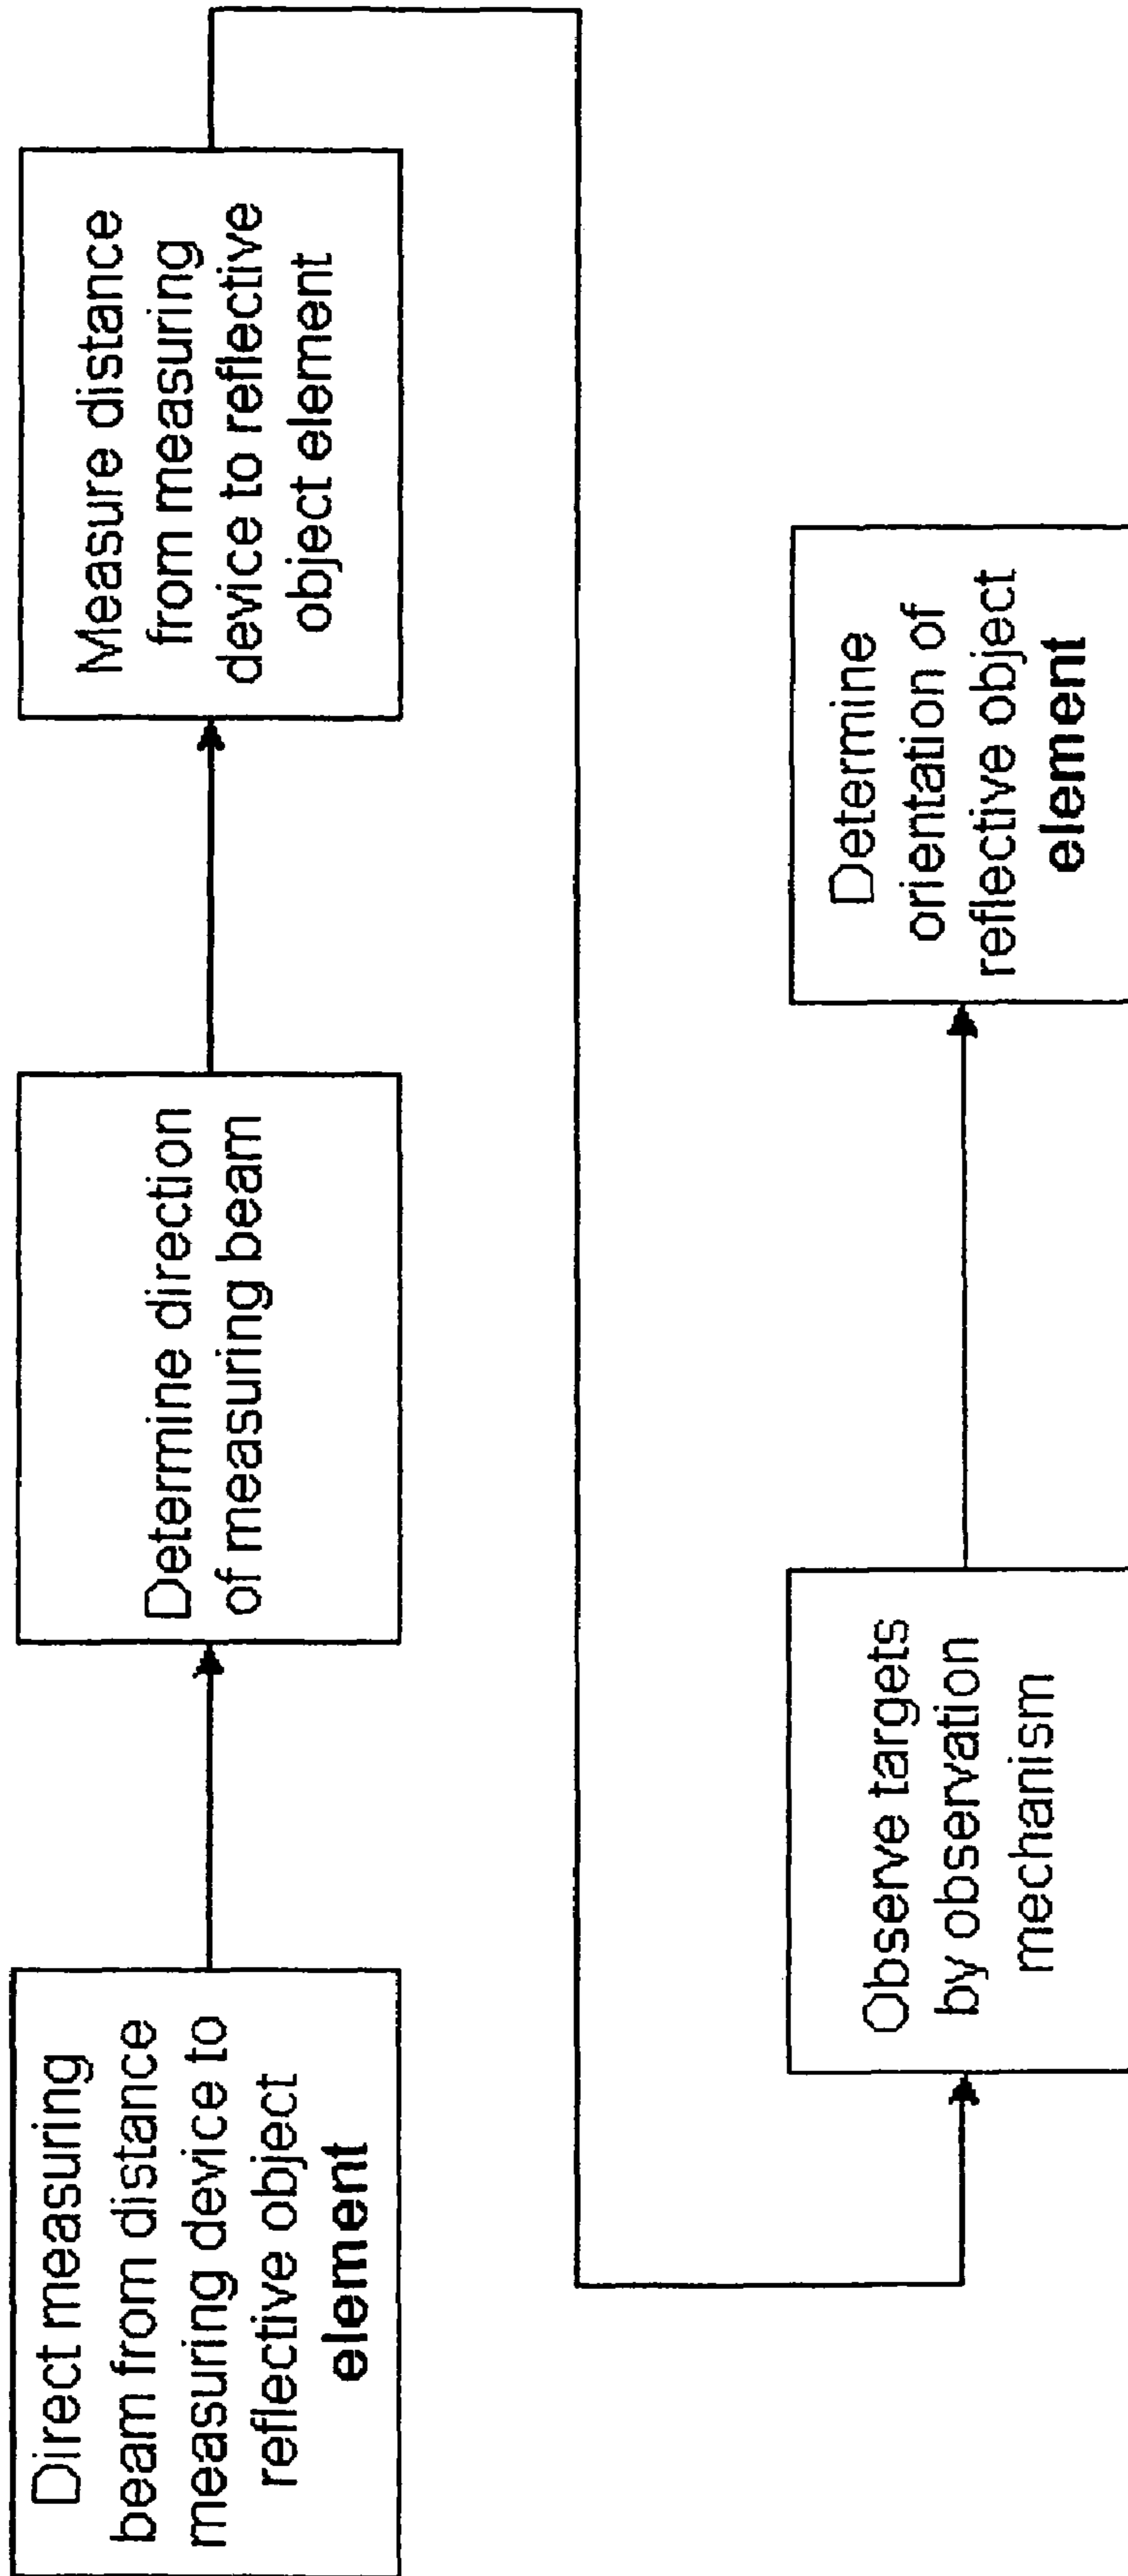 Direct measuring
beam from distance
measuring device to
reflective object
element
Determine direction
of measuring beam
Measure distance
from measuring
device to reflective
object element
Observe targets
by observation
mechanism
Determine
orientation of
reflective object
element